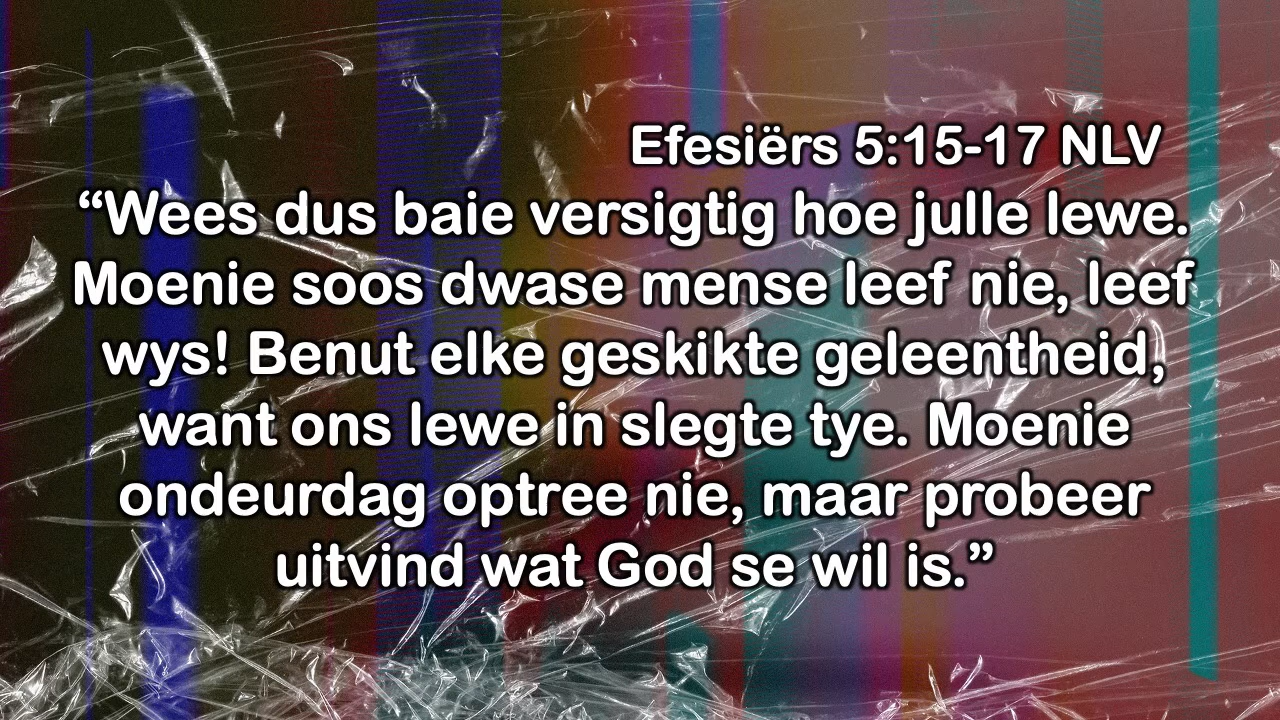 Efesiërs 5:15-17 NLV
“Wees dus baie versigtig hoe julle lewe.
Moenie soos dwase mense leef nie, leef
wys! Benut elke geskikte geleentheid,
want ons lewe in slegte tye. Moenie
ondeurdag optree nie, maar probeer
uitvind wat God se wil is.”